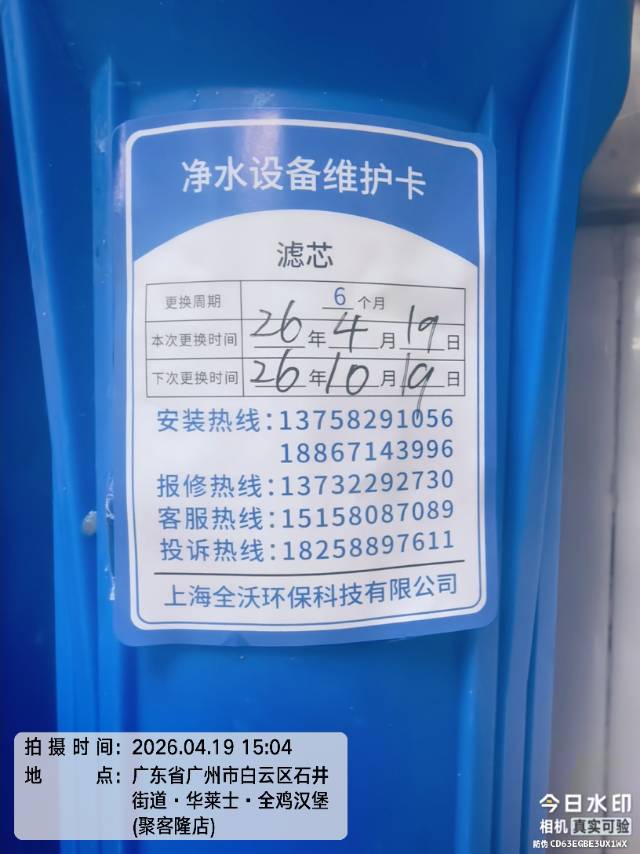 净水设备维护卡
滤芯
更换周期 6 个月
本次更换时间 26 年 4 月 19 日
下次更换时间 26 年 10 月 19 日
安装热线:13758291056
18867143996
报修热线:13732292730
客服热线:15158087089
投诉热线:18258897611
上海全沃环保科技有限公司
拍摄时间: 2026.04.19 15:04
地点: 广东省广州市白云区石井
街道·华莱士·全鸡汉堡
(聚客隆店)
今日水印
相机 真实可验
防伪 CD63EGBE3UX1WX